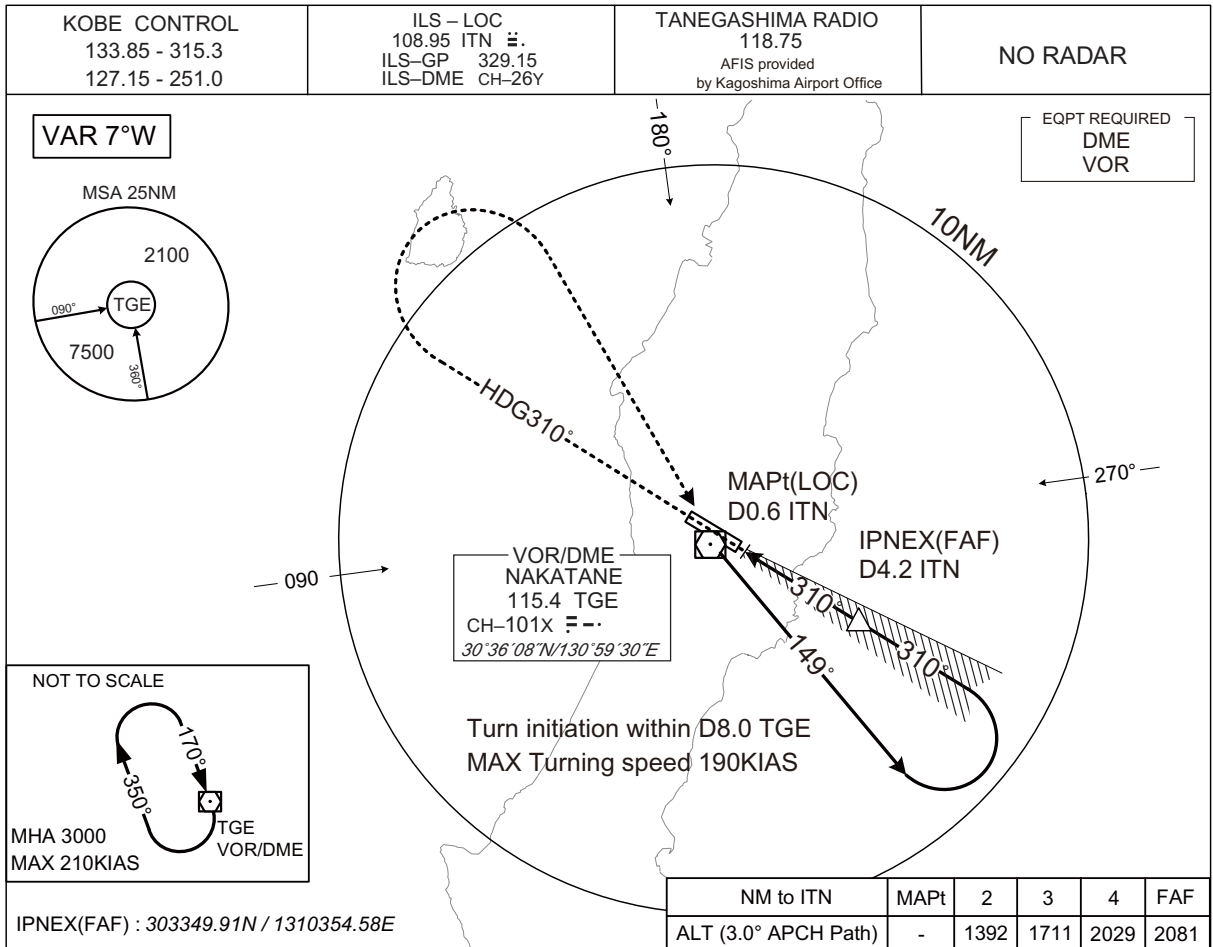 KOBE CONTROL
133.85 - 315.3
127.15 - 251.0
ILS – LOC
108.95 ITN
ILS–GP 329.15
ILS–DME CH–26Y
TANEGASHIMA RADIO
118.75
AFIS provided
by Kagoshima Airport Office
NO RADAR
VAR 7°W
EQPT REQUIRED
DME
VOR
MSA 25NM
2100
TGE
090°
7500
360°
180°
10NM
HDG310°
270°
090
MAPt(LOC)
D0.6 ITN
IPNEX(FAF)
D4.2 ITN
310°
310°
149°
VOR/DME
NAKATANE
115.4 TGE
CH–101X
30°36'08"N/130°59'30"E
Turn initiation within D8.0 TGE
MAX Turning speed 190KIAS
NOT TO SCALE
170°
350°
TGE
VOR/DME
MHA 3000
MAX 210KIAS
IPNEX(FAF) : 303349.91N / 1310354.58E
NM to ITN MAPt 2 3 4 FAF
ALT (3.0° APCH Path) - 1392 1711 2029 2081